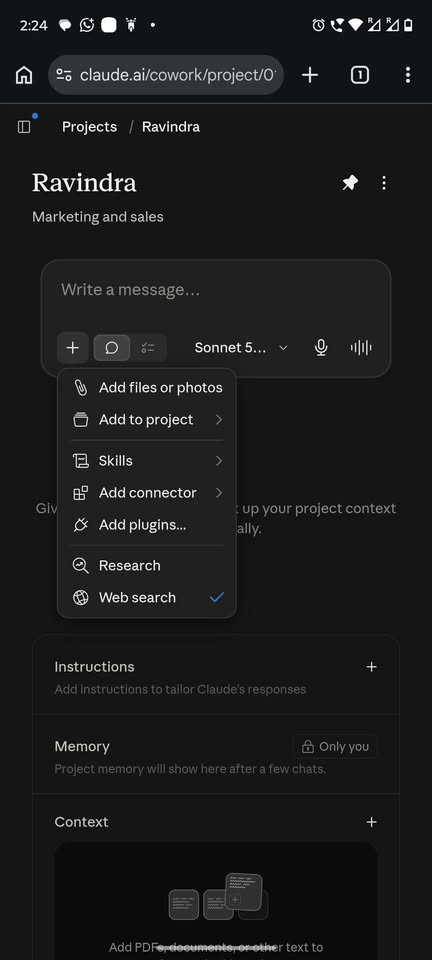 2:24
claude.ai/cowork/project/0
1
Projects / Ravindra
Ravindra
Marketing and sales
Write a message...
Sonnet 5...
Add files or photos
Add to project
Skills
Add connector
Add plugins...
Research
Web search
up your project context
ally.
Instructions
Add instructions to tailor Claude's responses
Memory
Only you
Project memory will show here after a few chats.
Context
Add PDFs, documents, or other text to